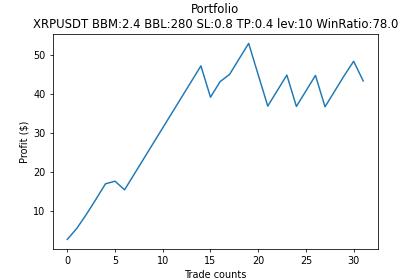 Portfolio
XRPUSDT BBM:2.4 BBL:280 SL:0.8 TP:0.4 lev:10 WinRatio:78.0
50
40
30
20
10
Profit ($)
0 5 10 15 20 25 30
Trade counts